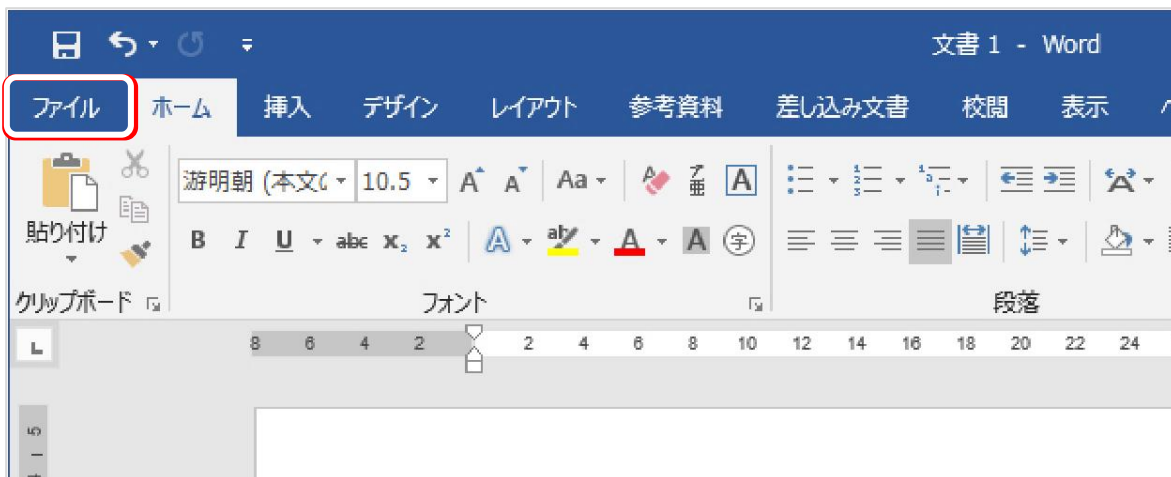 文書 1 - Word
ファイル ホーム 挿入 デザイン レイアウト 参考資料 差し込み文書 校閲 表示
游明朝 (本文 10.5 A A Aa ア亜 A
貼り付け
B I U abc x₂ x² A ab A A 字
クリップボード フォント 段落
L 8 6 4 2 2 4 6 8 10 12 14 16 18 20 22 24